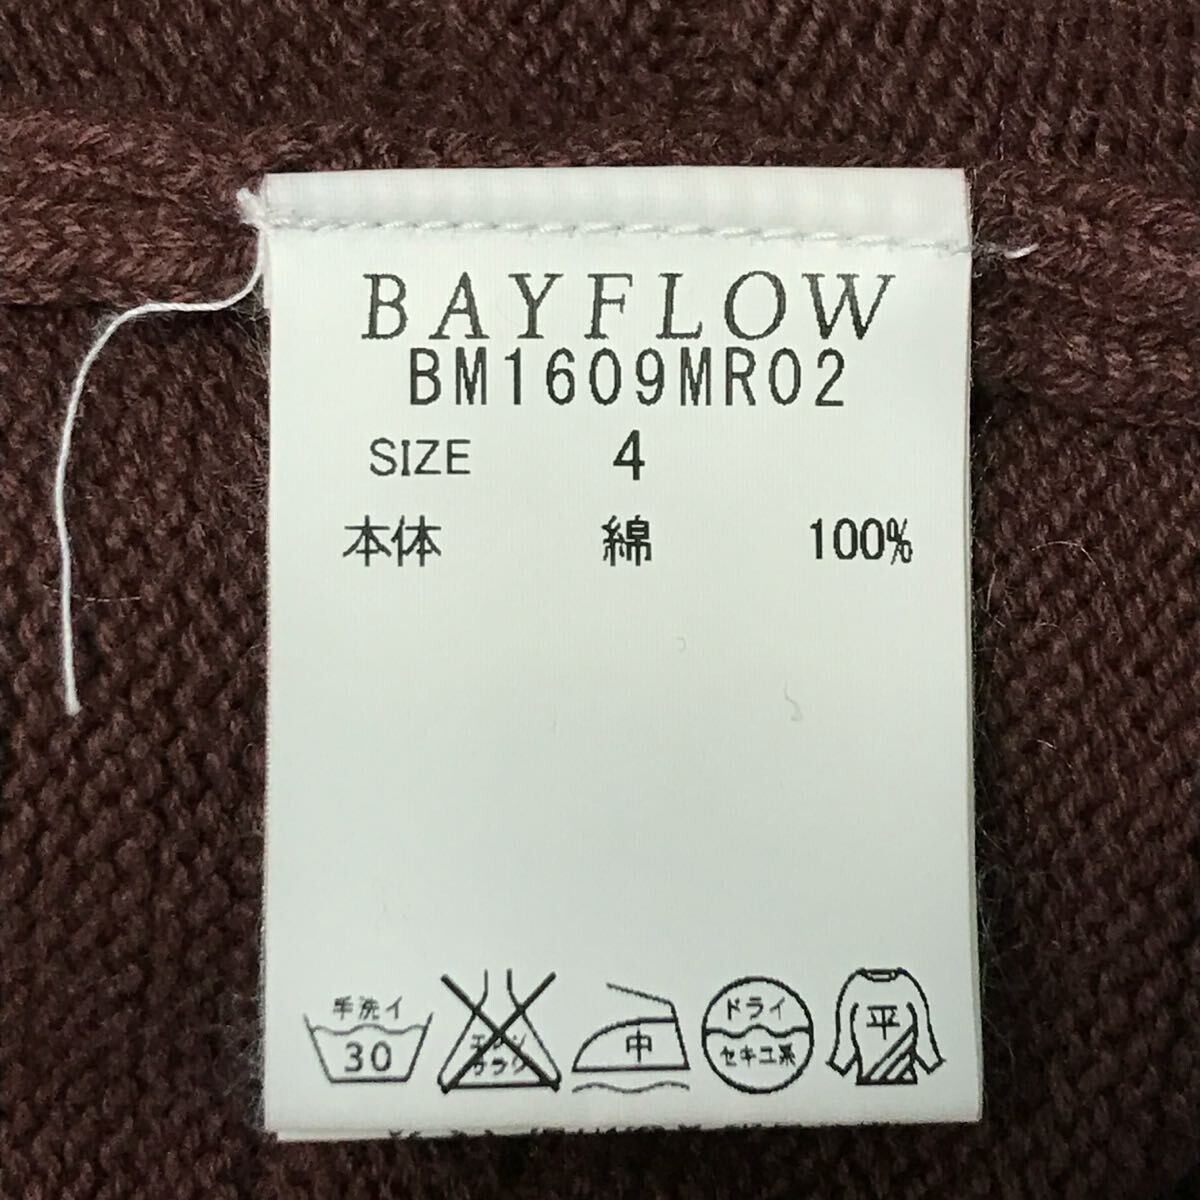 BAYFLOW
BM1609MR02
SIZE 4
本体 綿 100%
手洗イ 30
エンソ サラシ
中
ドライ セキユ系
平